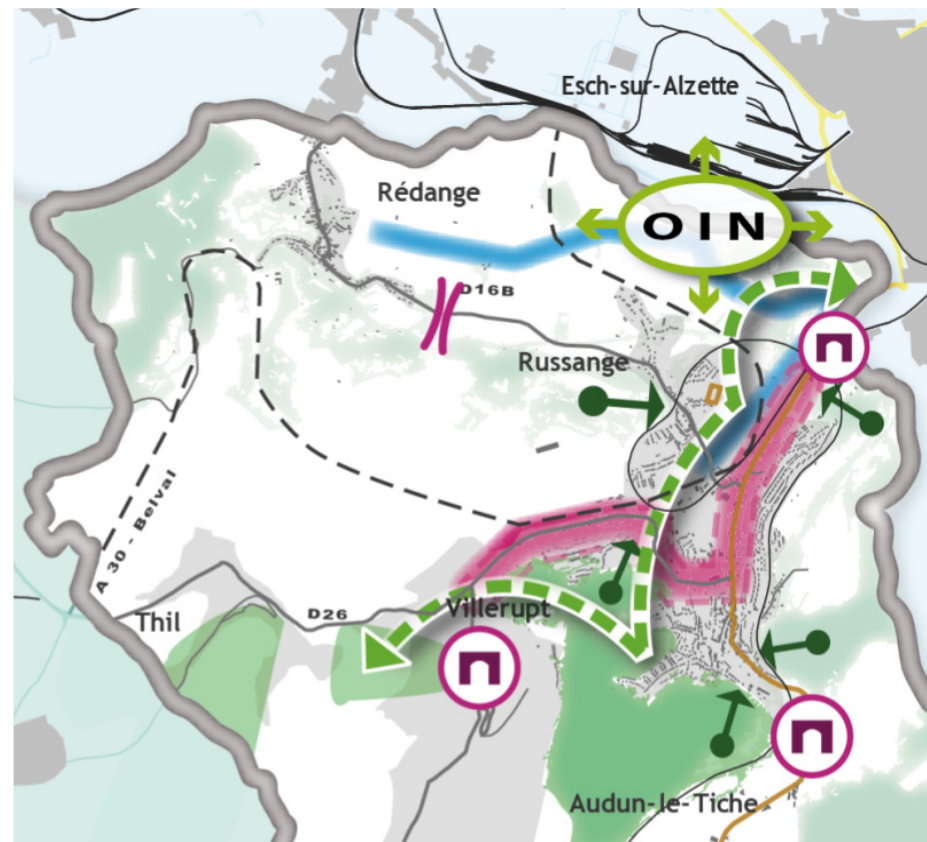 Esch-sur-Alzette
Rédange
OIN
D16B
Russange
A 30 - Belval
Thil
D26
Villerupt
Audun-le-Tiche